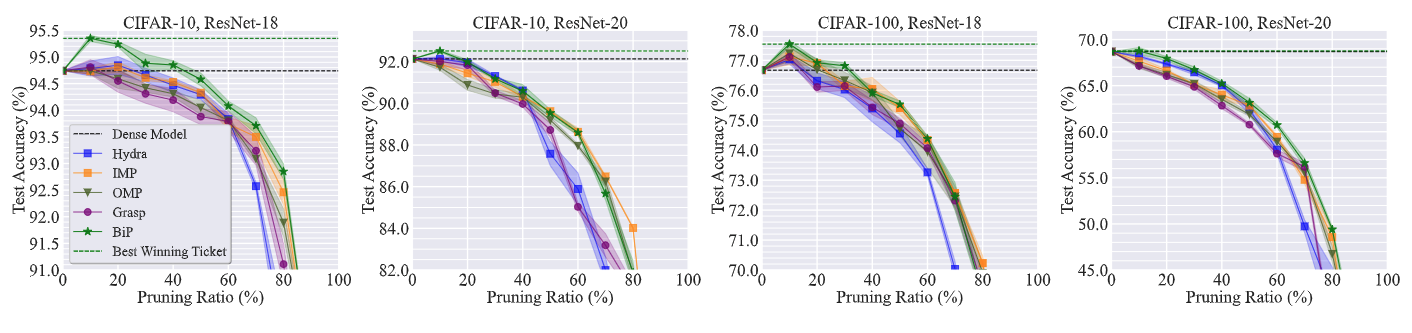 CIFAR-10, ResNet-18
Test Accuracy (%)
95.5
95.0
94.5
94.0
93.5
93.0
92.5
92.0
91.5
91.0
Dense Model
Hydra
IMP
OMP
Grasp
BiP
Best Winning Ticket
0 20 40 60 80 100
Pruning Ratio (%)
CIFAR-10, ResNet-20
Test Accuracy (%)
92.0
90.0
88.0
86.0
84.0
82.0
0 20 40 60 80 100
Pruning Ratio (%)
CIFAR-100, ResNet-18
Test Accuracy (%)
78.0
77.0
76.0
75.0
74.0
73.0
72.0
71.0
70.0
0 20 40 60 80 100
Pruning Ratio (%)
CIFAR-100, ResNet-20
Test Accuracy (%)
70.0
65.0
60.0
55.0
50.0
45.0
0 20 40 60 80 100
Pruning Ratio (%)